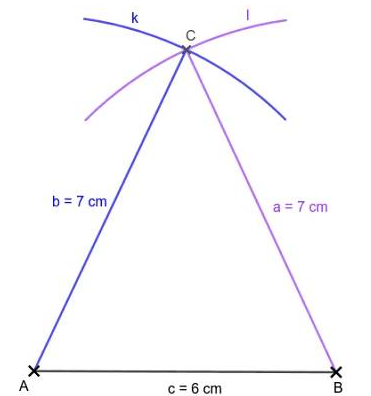 k
l
C
b = 7 cm
a = 7 cm
A
B
c = 6 cm